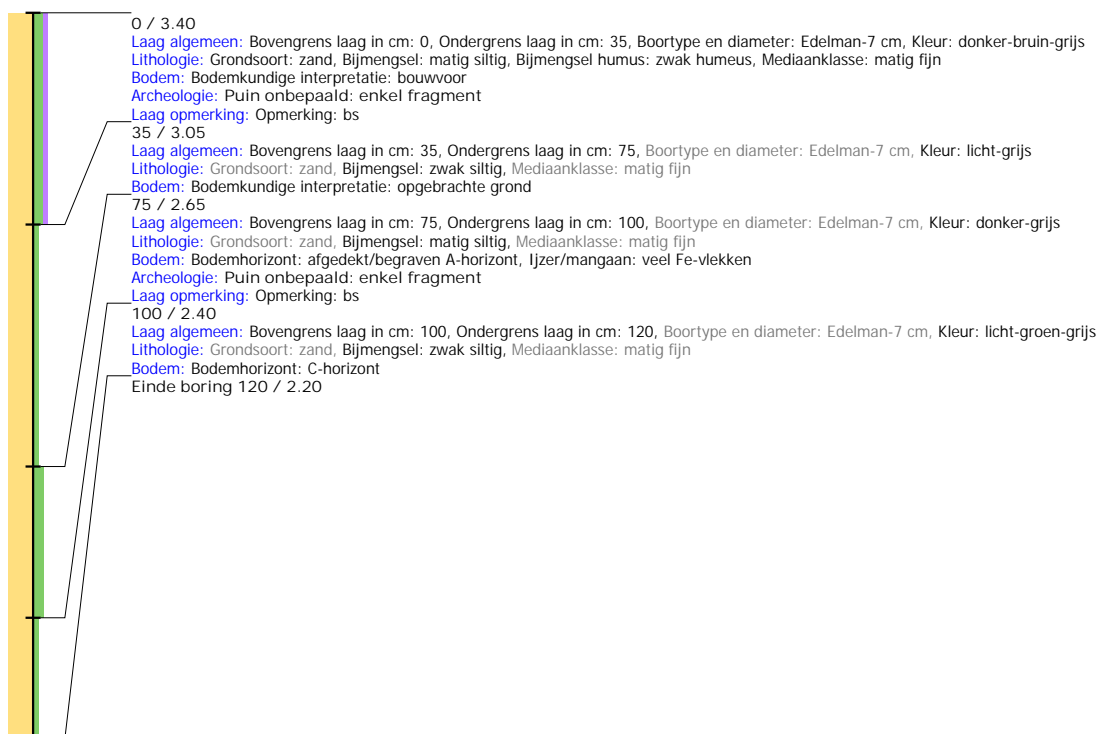 0 / 3.40
Laag algemeen: Bovengrens laag in cm: 0, Ondergrens laag in cm: 35, Boortype en diameter: Edelman-7 cm, Kleur: donker-bruin-grijs
Lithologie: Grondsoort: zand, Bijmengsel: matig siltig, Bijmengsel humus: zwak humeus, Mediaanklasse: matig fijn
Bodem: Bodemkundige interpretatie: bouwvoor
Archeologie: Puin onbepaald: enkel fragment
Laag opmerking: Opmerking: bs
35 / 3.05
Laag algemeen: Bovengrens laag in cm: 35, Ondergrens laag in cm: 75, Boortype en diameter: Edelman-7 cm, Kleur: licht-grijs
Lithologie: Grondsoort: zand, Bijmengsel: zwak siltig, Mediaanklasse: matig fijn
Bodem: Bodemkundige interpretatie: opgebrachte grond
75 / 2.65
Laag algemeen: Bovengrens laag in cm: 75, Ondergrens laag in cm: 100, Boortype en diameter: Edelman-7 cm, Kleur: donker-grijs
Lithologie: Grondsoort: zand, Bijmengsel: matig siltig, Mediaanklasse: matig fijn
Bodem: Bodemhorizont: afgedekt/begraven A-horizont, Ijzer/mangaan: veel Fe-vlekken
Archeologie: Puin onbepaald: enkel fragment
Laag opmerking: Opmerking: bs
100 / 2.40
Laag algemeen: Bovengrens laag in cm: 100, Ondergrens laag in cm: 120, Boortype en diameter: Edelman-7 cm, Kleur: licht-groen-grijs
Lithologie: Grondsoort: zand, Bijmengsel: zwak siltig, Mediaanklasse: matig fijn
Bodem: Bodemhorizont: C-horizont
Einde boring 120 / 2.20